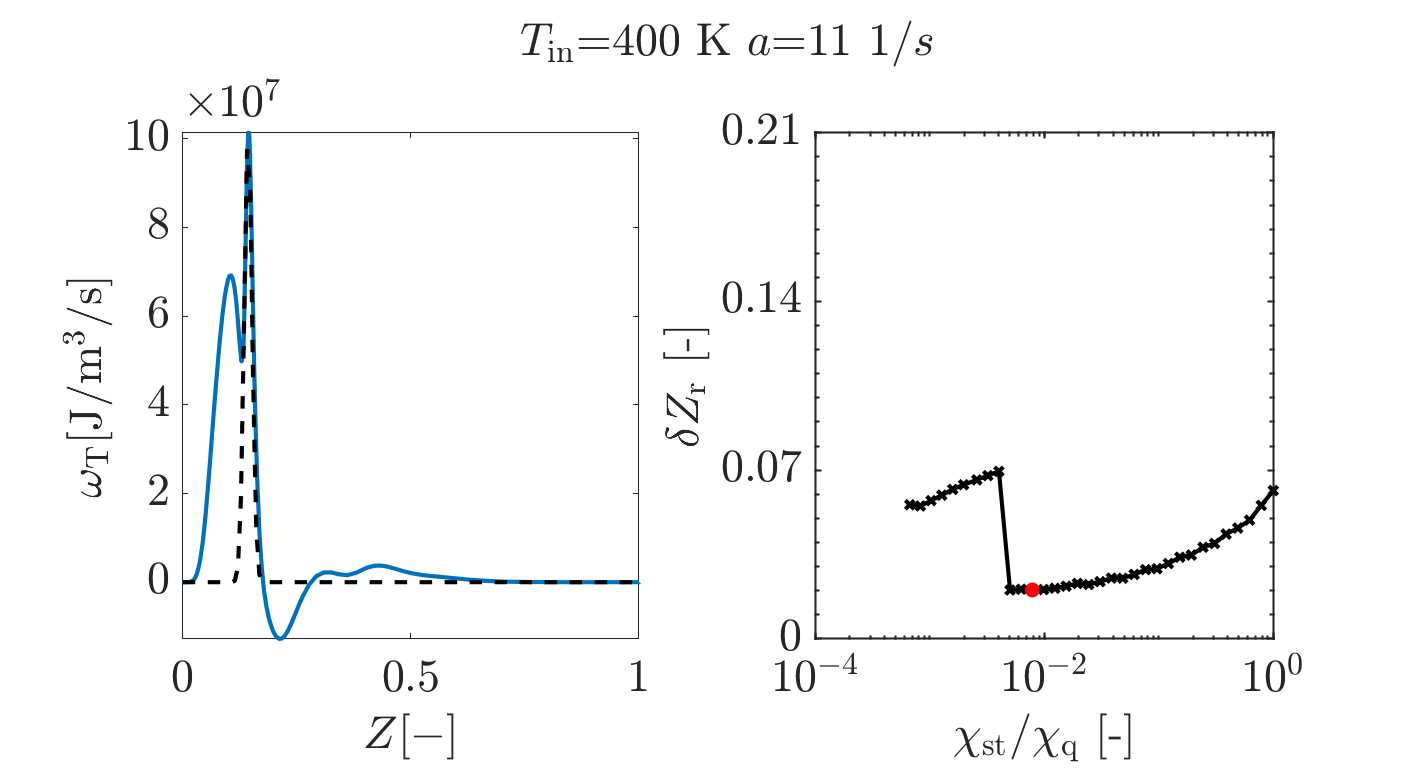 T_in=400 K a=11 1/s
×10^7
10
8
6
4
2
0
ω_T[J/m^3/s]
0 0.5 1
Z[−]
0.21
0.14
0.07
0
δZ_r [-]
10^−4 10^−2 10^0
χ_st/χ_q [-]